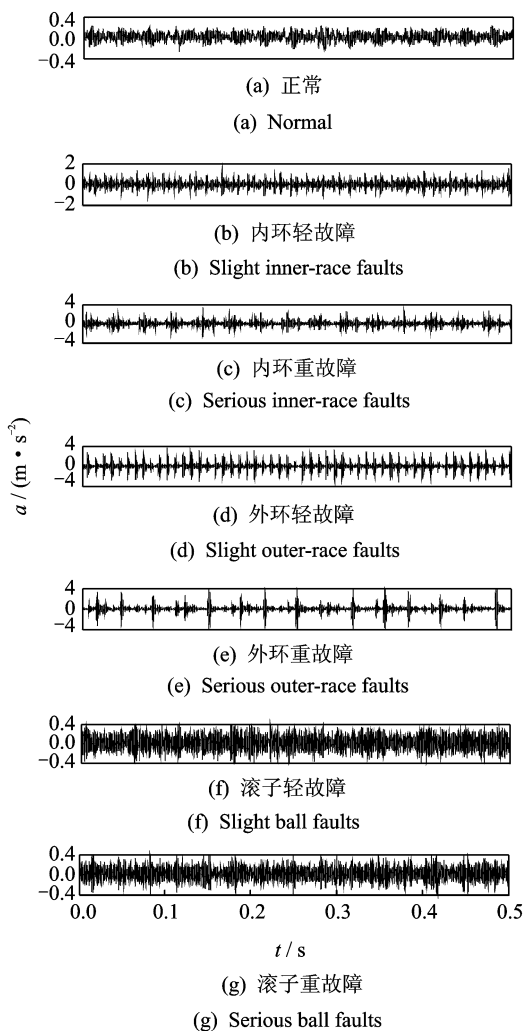 0.4
0.0
−0.4
(a) 正常
(a) Normal
2
0
−2
(b) 内环轻故障
(b) Slight inner-race faults
4
0
−4
(c) 内环重故障
(c) Serious inner-race faults
a / (m • s⁻²)
4
0
−4
(d) 外环轻故障
(d) Slight outer-race faults
4
0
−4
(e) 外环重故障
(e) Serious outer-race faults
0.4
0.0
−0.4
(f) 滚子轻故障
(f) Slight ball faults
0.4
0.0
−0.4
0.0 0.1 0.2 0.3 0.4 0.5
t / s
(g) 滚子重故障
(g) Serious ball faults